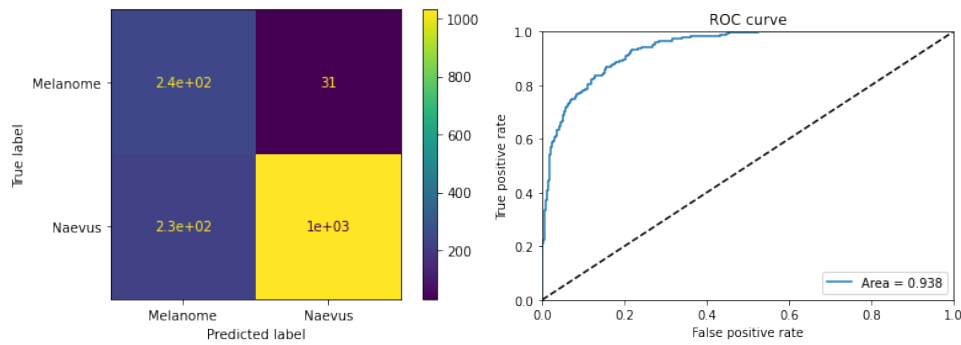 Melanome
Naevus
True label
2.4e+02
31
2.3e+02
1e+03
Melanome
Naevus
Predicted label
1000
800
600
400
200
ROC curve
1.0
0.8
0.6
0.4
0.2
0.0
True positive rate
Area = 0.938
0.0
0.2
0.4
0.6
0.8
1.0
False positive rate